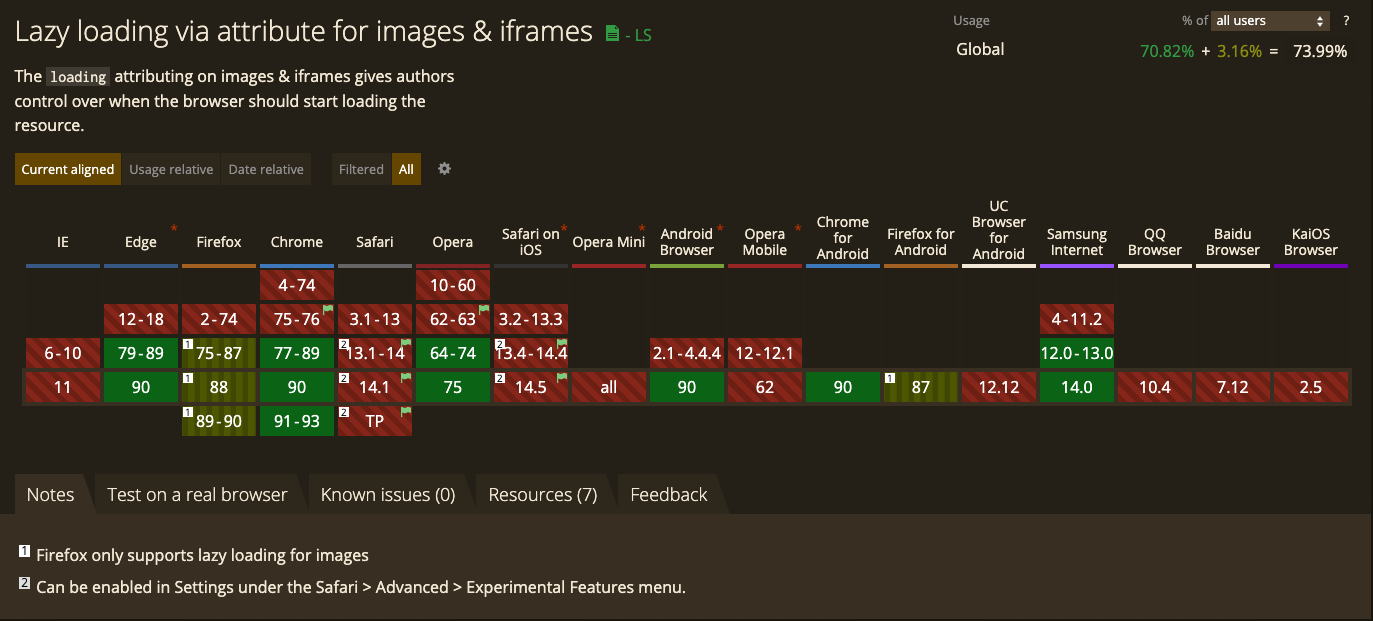 Lazy loading via attribute for images & iframes - LS
Usage % of all users ?
Global 70.82% + 3.16% = 73.99%
The loading attributing on images & iframes gives authors
control over when the browser should start loading the
resource.
Current aligned Usage relative Date relative Filtered All
IE Edge * Firefox Chrome Safari Opera Safari on iOS * Opera Mini * Android Browser * Opera Mobile * Chrome for Android Firefox for Android UC Browser for Android Samsung Internet QQ Browser Baidu Browser KaiOS Browser
4-74 10-60
12-18 2-74 75-76 3.1-13 62-63 3.2-13.3 4-11.2
6-10 79-89 1 75-87 77-89 2 13.1-14 64-74 2 13.4-14.4 2.1-4.4.4 12-12.1 12.0-13.0
11 90 1 88 90 2 14.1 75 2 14.5 all 90 62 90 1 87 12.12 14.0 10.4 7.12 2.5
1 89-90 91-93 2 TP
Notes Test on a real browser Known issues (0) Resources (7) Feedback
1 Firefox only supports lazy loading for images
2 Can be enabled in Settings under the Safari > Advanced > Experimental Features menu.